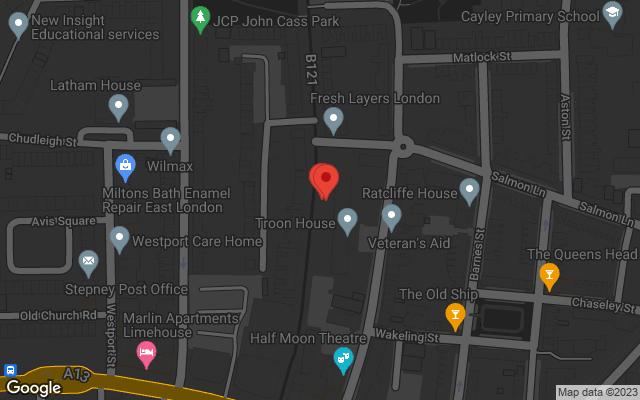 New Insight
Educational services
JCP John Cass Park
Cayley Primary School
Matlock St
B121
Latham House
Fresh Layers London
Aston St
Chudleigh St
Wilmax
Salmon Ln
Miltons Bath Enamel
Repair East London
Ratcliffe House
Salmon Ln
Avis Square
Troon House
Westport Care Home
Veteran's Aid
Barnes St
The Queens Head
Stepney Post Office
The Old Ship
Chaseley St
Old Church Rd
Westport St
Marlin Apartments
Limehouse
Half Moon Theatre
Wakeling St
A13
Google
Map data ©2023